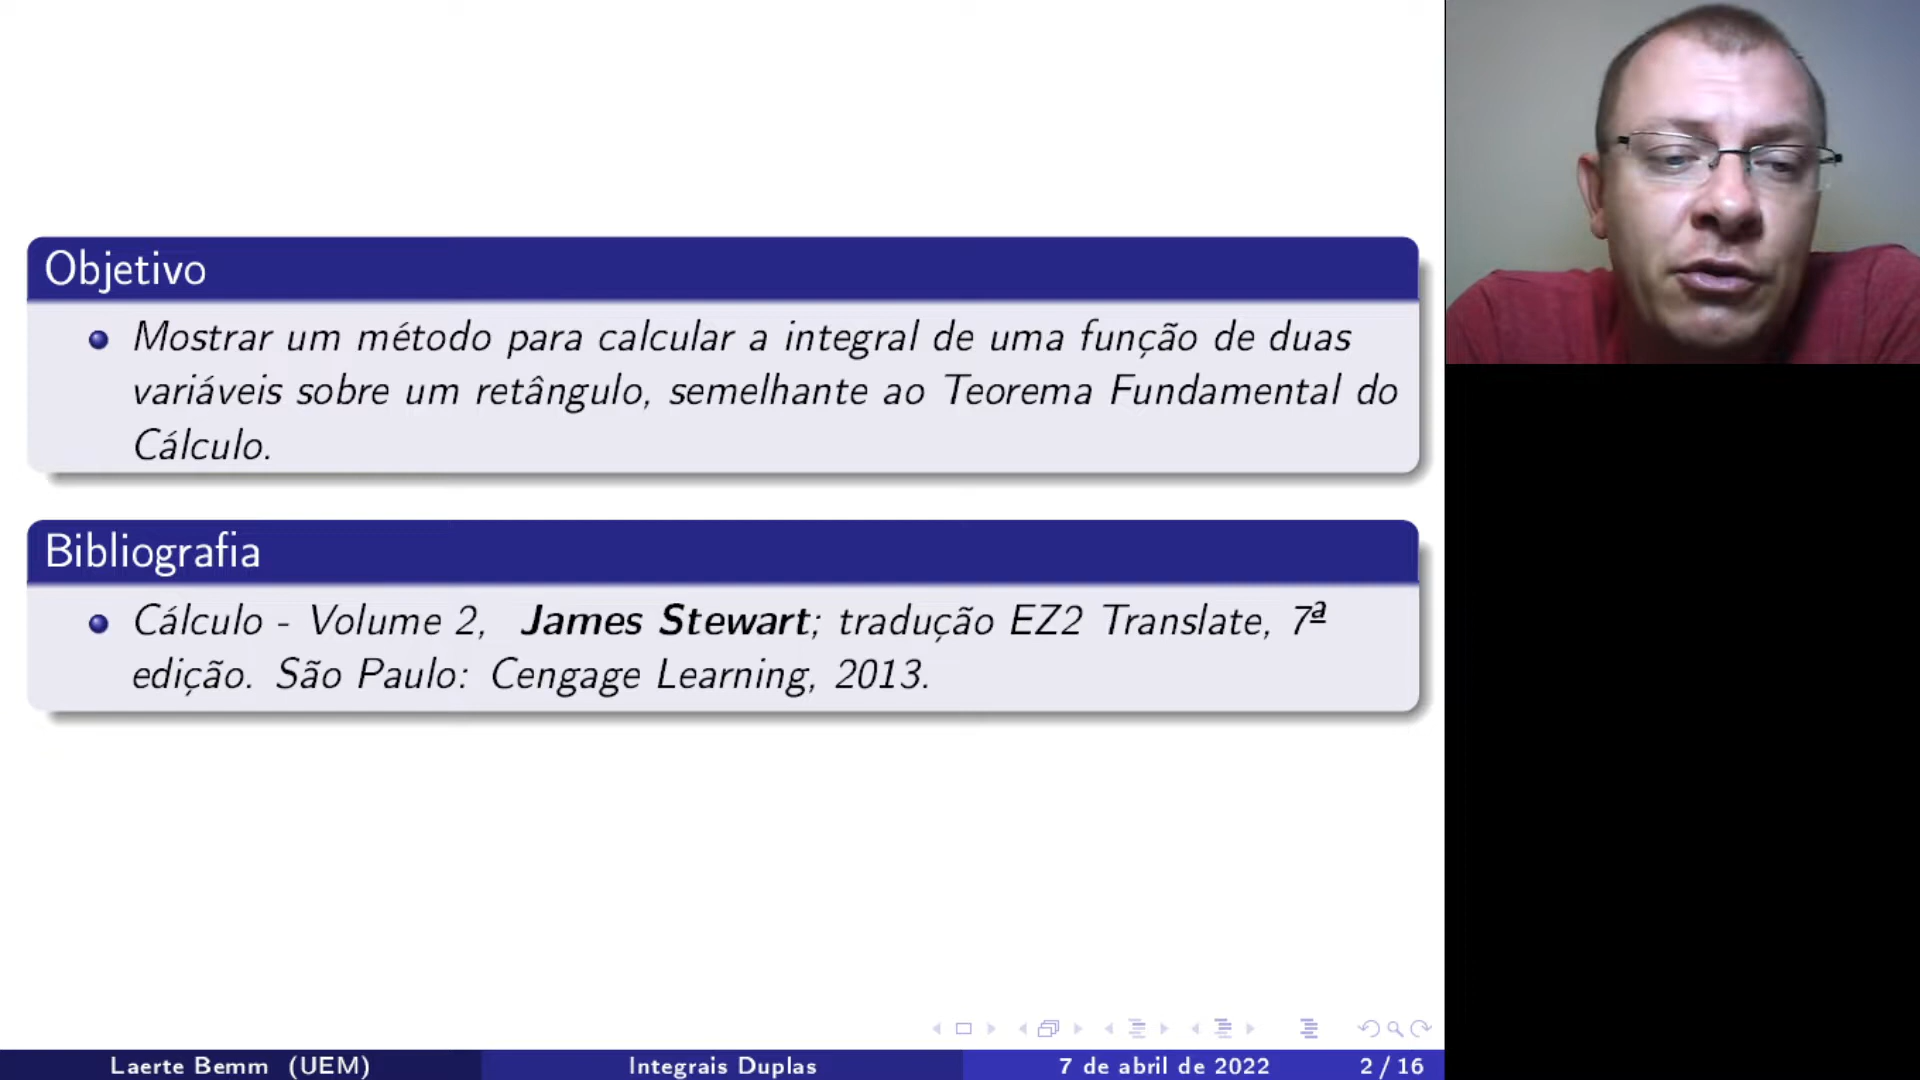 Objetivo
Mostrar um método para calcular a integral de uma função de duas
variáveis sobre um retângulo, semelhante ao Teorema Fundamental do
Cálculo.
Bibliografia
Cálculo - Volume 2, James Stewart; tradução EZ2 Translate, 7ª
edição. São Paulo: Cengage Learning, 2013.
Laerte Bemm (UEM) Integrais Duplas 7 de abril de 2022 2 / 16